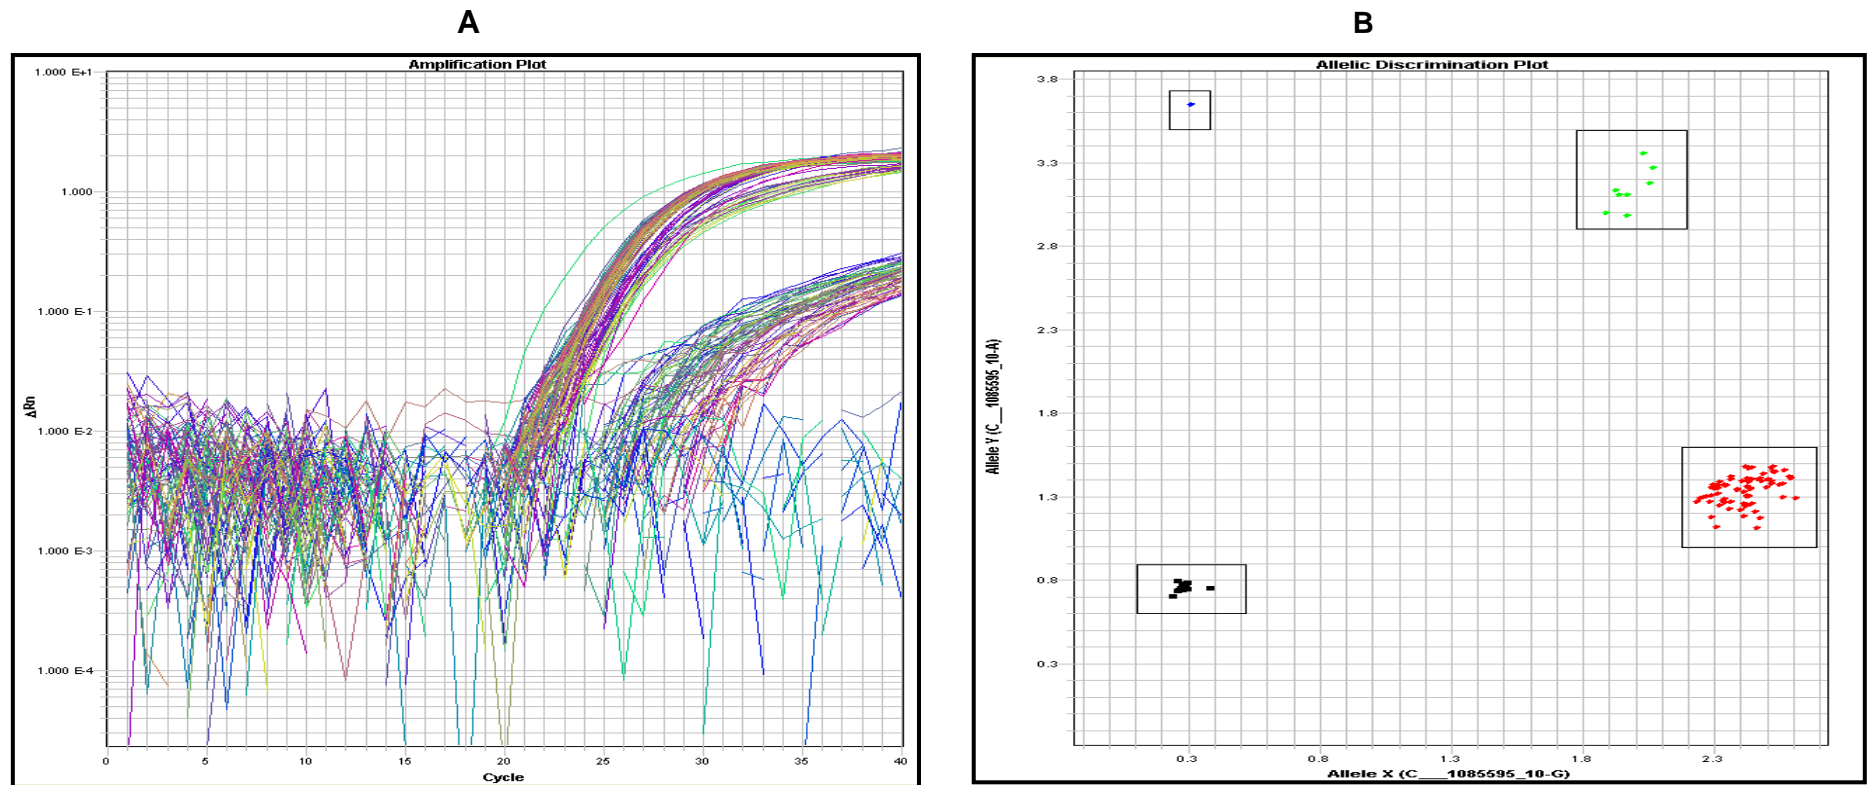 A
B
Amplification Plot
1.000 E+1
1.000
1.000 E-1
1.000 E-2
1.000 E-3
1.000 E-4
ΔRn
0 5 10 15 20 25 30 35 40
Cycle
Allelic Discrimination Plot
3.8
3.3
2.8
2.3
1.8
1.3
0.8
0.3
Allele Y (C__1085595_10-A)
0.3 0.8 1.3 1.8 2.3
Allele X (C___1085595_10-G)